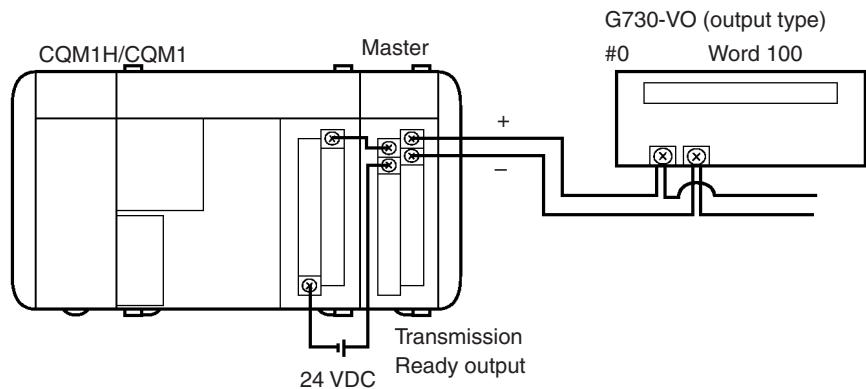 G730-VO (output type)
CQM1H/CQM1
Master
#0
Word 100
+
–
Transmission
Ready output
24 VDC